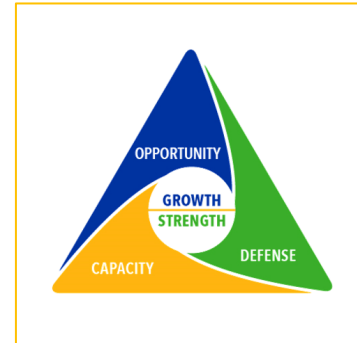 OPPORTUNITY
GROWTH
STRENGTH
DEFENSE
CAPACITY